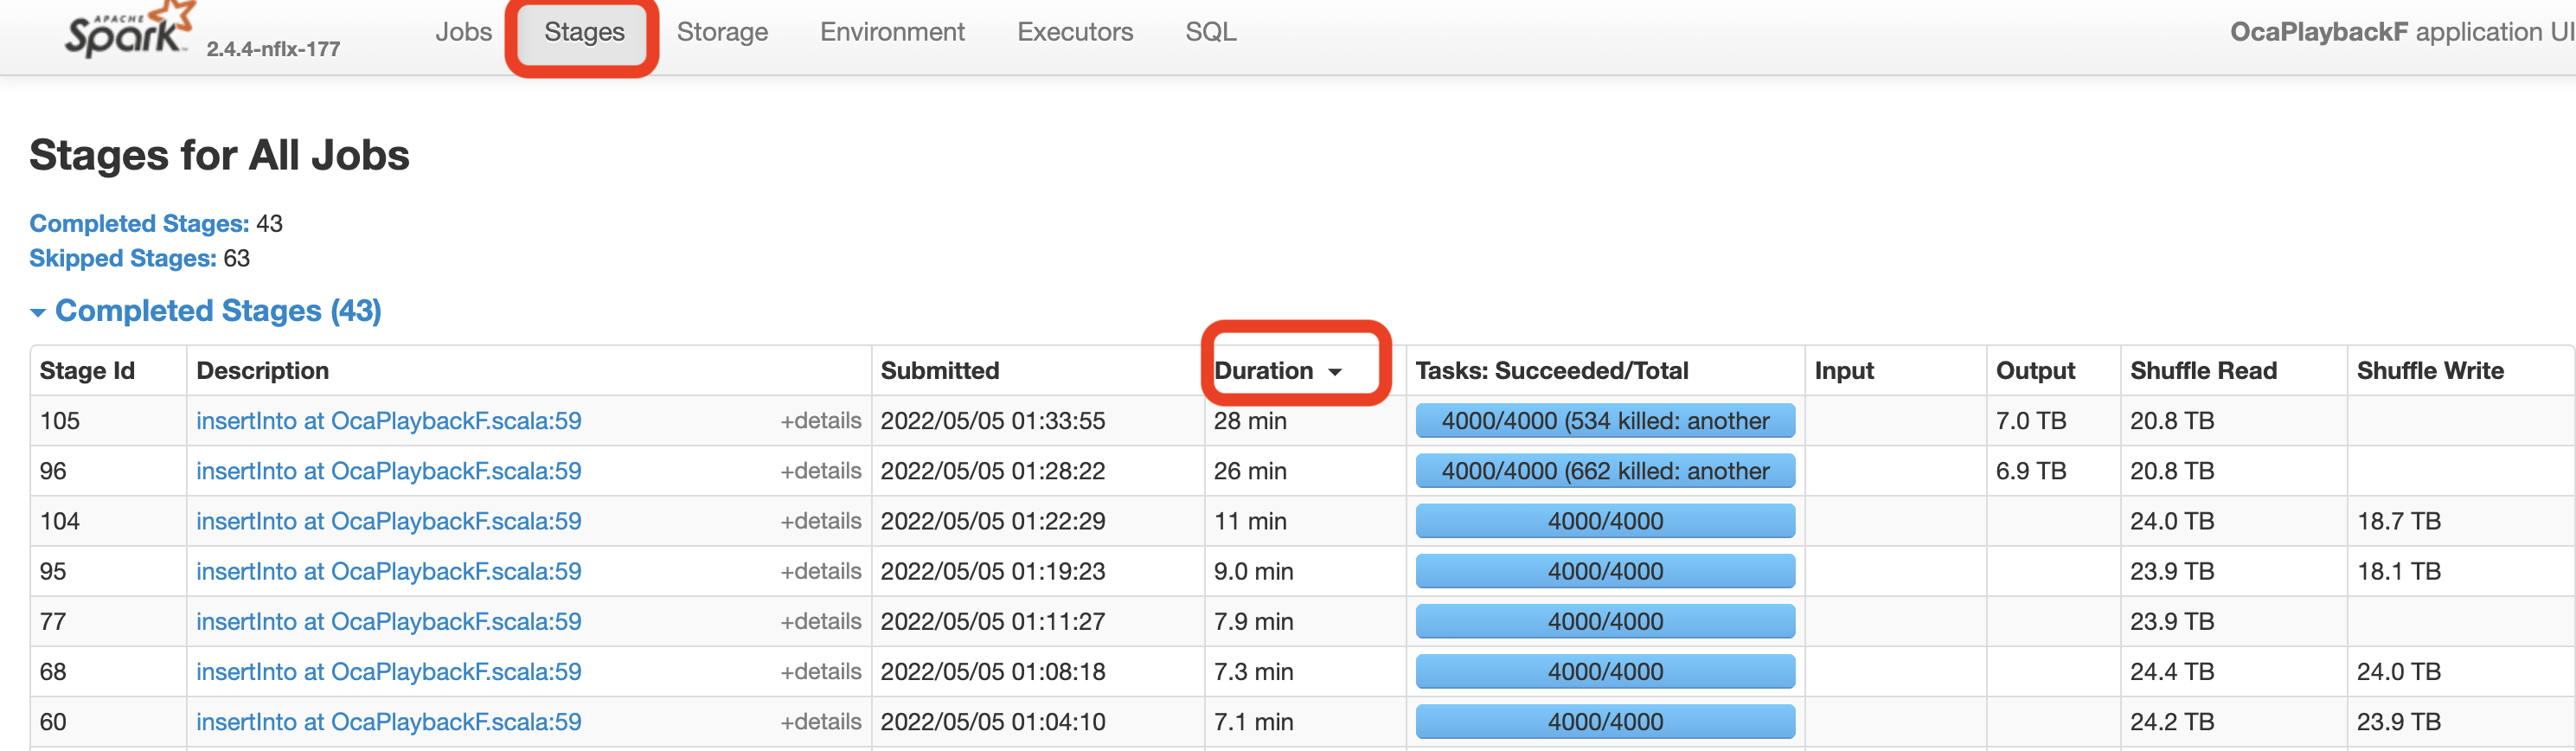 APACHE
Spark 2.4.4-nflx-177 Jobs Stages Storage Environment Executors SQL OcaPlaybackF application UI
Stages for All Jobs
Completed Stages: 43
Skipped Stages: 63
Completed Stages (43)
Stage Id Description Submitted Duration Tasks: Succeeded/Total Input Output Shuffle Read Shuffle Write
105 insertInto at OcaPlaybackF.scala:59 +details 2022/05/05 01:33:55 28 min 4000/4000 (534 killed: another 7.0 TB 20.8 TB
96 insertInto at OcaPlaybackF.scala:59 +details 2022/05/05 01:28:22 26 min 4000/4000 (662 killed: another 6.9 TB 20.8 TB
104 insertInto at OcaPlaybackF.scala:59 +details 2022/05/05 01:22:29 11 min 4000/4000 24.0 TB 18.7 TB
95 insertInto at OcaPlaybackF.scala:59 +details 2022/05/05 01:19:23 9.0 min 4000/4000 23.9 TB 18.1 TB
77 insertInto at OcaPlaybackF.scala:59 +details 2022/05/05 01:11:27 7.9 min 4000/4000 23.9 TB
68 insertInto at OcaPlaybackF.scala:59 +details 2022/05/05 01:08:18 7.3 min 4000/4000 24.4 TB 24.0 TB
60 insertInto at OcaPlaybackF.scala:59 +details 2022/05/05 01:04:10 7.1 min 4000/4000 24.2 TB 23.9 TB